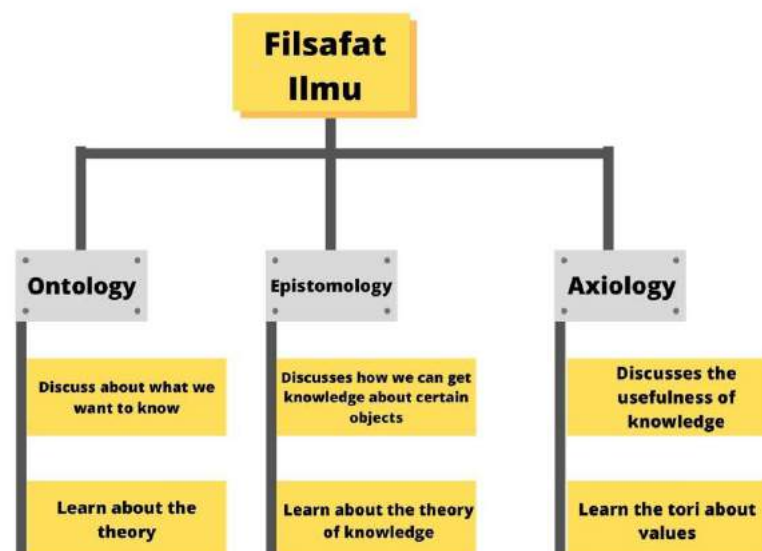 Filsafat
Ilmu
Ontology
Epistomology
Axiology
Discuss about what we
want to know
Discusses how we can get
knowledge about certain
objects
Discusses the
usefulness of
knowledge
Learn about the
theory
Learn about the theory
of knowledge
Learn the tori about
values